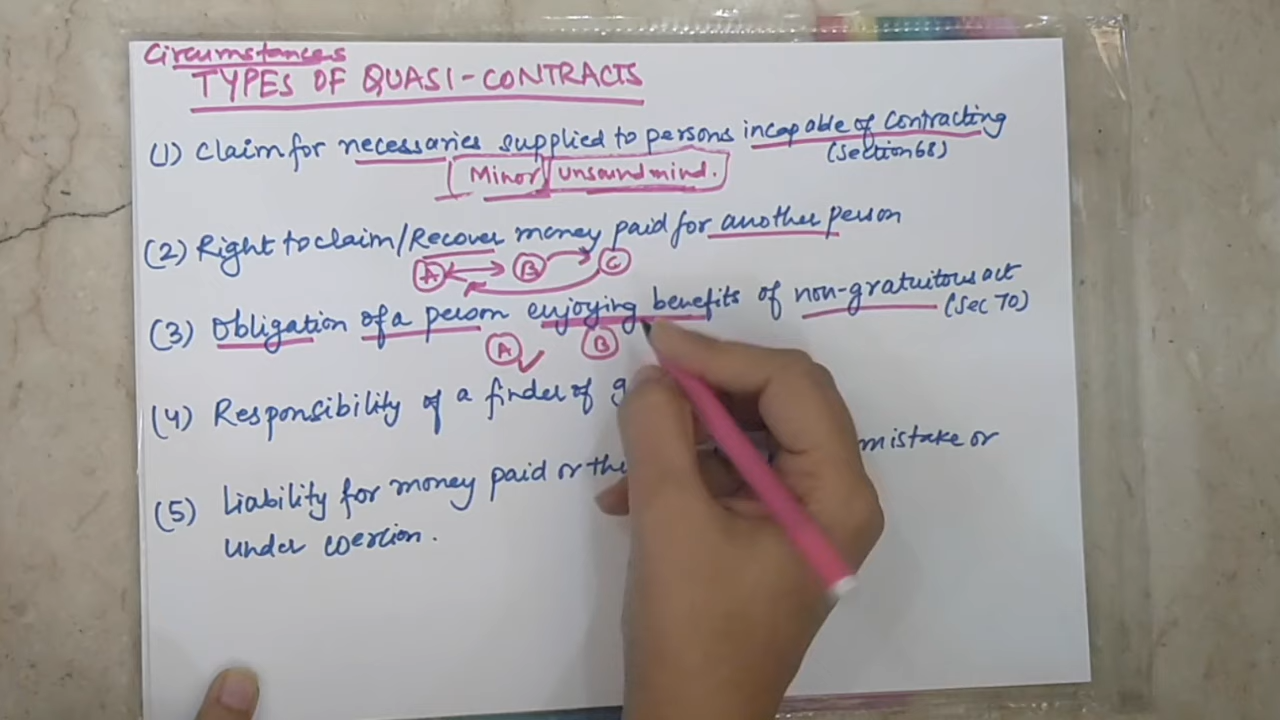 Circumstances
TYPES OF QUASI-CONTRACTS
(1) Claim for necessaries supplied to persons incapable of contracting
(Section 68)
Minor Unsound mind.
(2) Right to claim/Recover money paid for another person
A B C
(3) Obligation of a person enjoying benefits of non-gratuitous act
(Sec 70)
A B
(4) Responsibility of a finder of
(5) Liability for money paid or mistake or
under coercion.